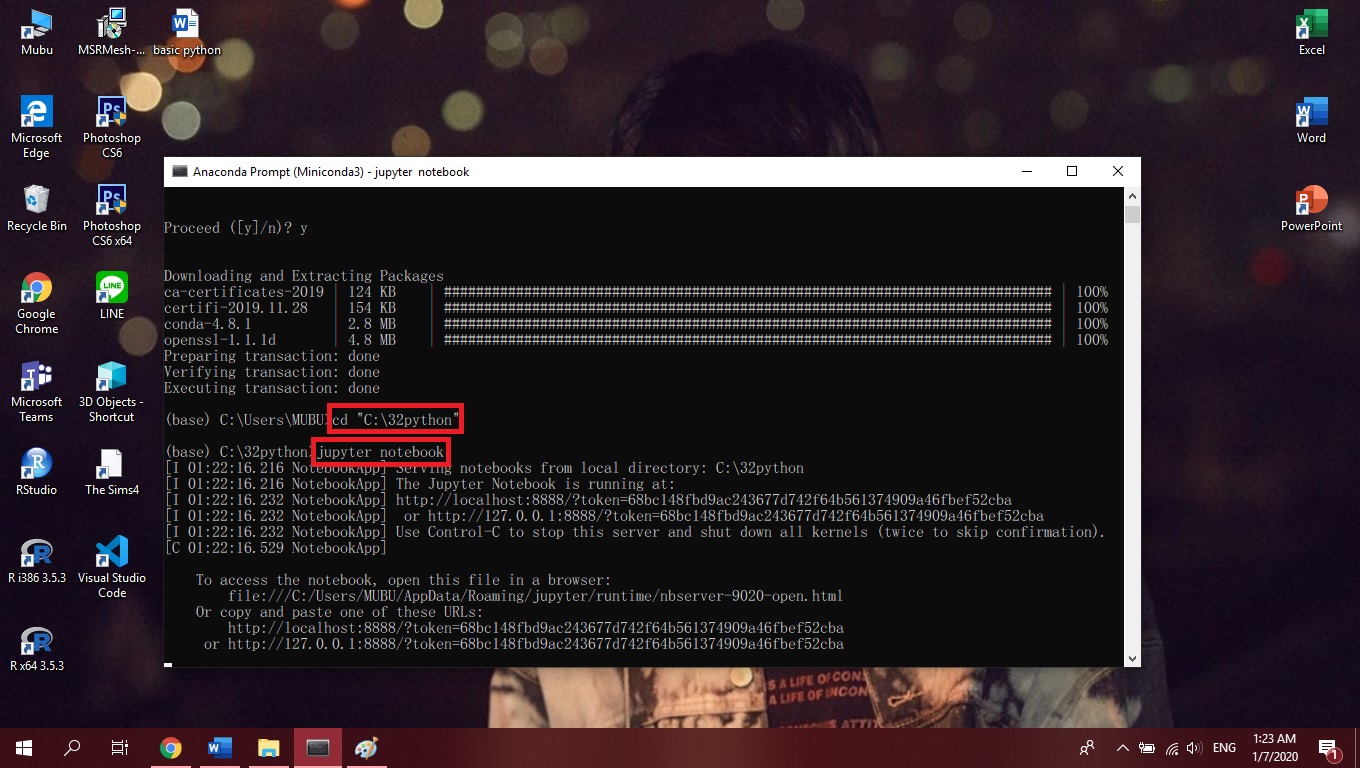 Mubu
MSRMesh-...
basic python
Excel
Microsoft
Edge
Photoshop
CS6
Word
Recycle Bin
Photoshop
CS6 x64
PowerPoint
Google
Chrome
LINE
Microsoft
Teams
3D Objects -
Shortcut
RStudio
The Sims4
R i386 3.5.3
Visual Studio
Code
R x64 3.5.3
Anaconda Prompt (Miniconda3) - jupyter notebook
Proceed ([y]/n)? y
Downloading and Extracting Packages
ca-certificates-2019 | 124 KB | ############################################################################ | 100%
certifi-2019.11.28 | 154 KB | ############################################################################ | 100%
conda-4.8.1 | 2.8 MB | ############################################################################ | 100%
openssl-1.1.1d | 4.8 MB | ############################################################################ | 100%
Preparing transaction: done
Verifying transaction: done
Executing transaction: done
(base) C:\Users\MUBU>cd "C:\32python"
(base) C:\32python>jupyter notebook
[I 01:22:16.216 NotebookApp] Serving notebooks from local directory: C:\32python
[I 01:22:16.216 NotebookApp] The Jupyter Notebook is running at:
[I 01:22:16.232 NotebookApp] http://localhost:8888/?token=68bc148fbd9ac243677d742f64b561374909a46fbef52cba
[I 01:22:16.232 NotebookApp]  or http://127.0.0.1:8888/?token=68bc148fbd9ac243677d742f64b561374909a46fbef52cba
[I 01:22:16.232 NotebookApp] Use Control-C to stop this server and shut down all kernels (twice to skip confirmation).
[C 01:22:16.529 NotebookApp]
To access the notebook, open this file in a browser:
file:///C:/Users/MUBU/AppData/Roaming/jupyter/runtime/nbserver-9020-open.html
Or copy and paste one of these URLs:
http://localhost:8888/?token=68bc148fbd9ac243677d742f64b561374909a46fbef52cba
or http://127.0.0.1:8888/?token=68bc148fbd9ac243677d742f64b561374909a46fbef52cba
A LIFE OF
A LIFE OF
ENG
1:23 AM
1/7/2020
1